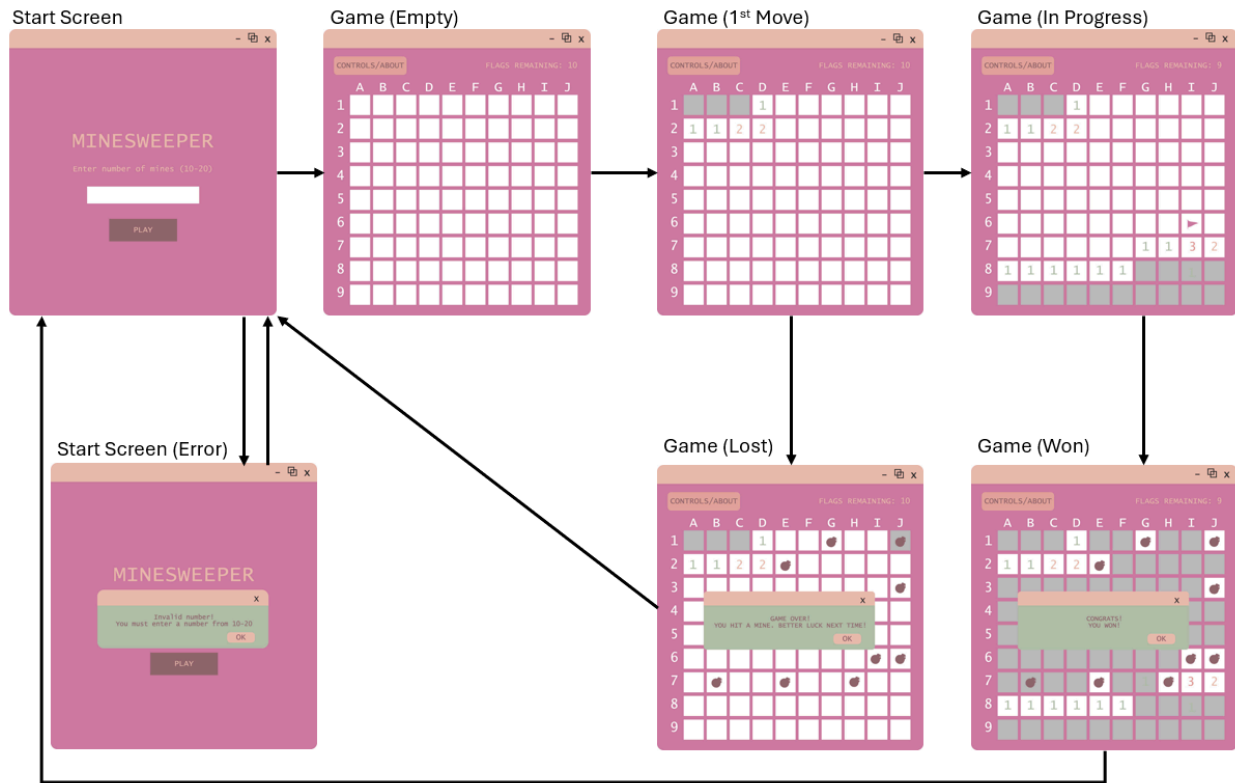 Start Screen
Game (Empty)
Game (1st Move)
Game (In Progress)
– x
– x
– x
– x
MINESWEEPER
Enter number of mines (10-20)
PLAY
CONTROLS/ABOUT FLAGS REMAINING: 10
A B C D E F G H I J
1
2
3
4
5
6
7
8
9
CONTROLS/ABOUT FLAGS REMAINING: 10
A B C D E F G H I J
1 1
2 1 1 2 2
3
4
5
6
7
8
9
CONTROLS/ABOUT FLAGS REMAINING: 9
A B C D E F G H I J
1 1
2 1 1 2 2
3
4
5
6
7 1 1 3 2
8 1 1 1 1 1 1
9
Start Screen (Error)
– x
MINESWEEPER
x
Invalid number!
You must enter a number from 10-20
OK
PLAY
Game (Lost)
– x
CONTROLS/ABOUT FLAGS REMAINING: 10
A B C D E F G H I J
1 1
2 1 1 2 2
3
4 x
GAME OVER!
YOU HIT A MINE. BETTER LUCK NEXT TIME!
5 OK
6
7
8
9
Game (Won)
– x
CONTROLS/ABOUT FLAGS REMAINING: 9
A B C D E F G H I J
1 1
2 1 1 2 2
3
4 x
CONGRATS!
YOU WON!
5 OK
6
7 3 2
8 1 1 1 1 1 1
9